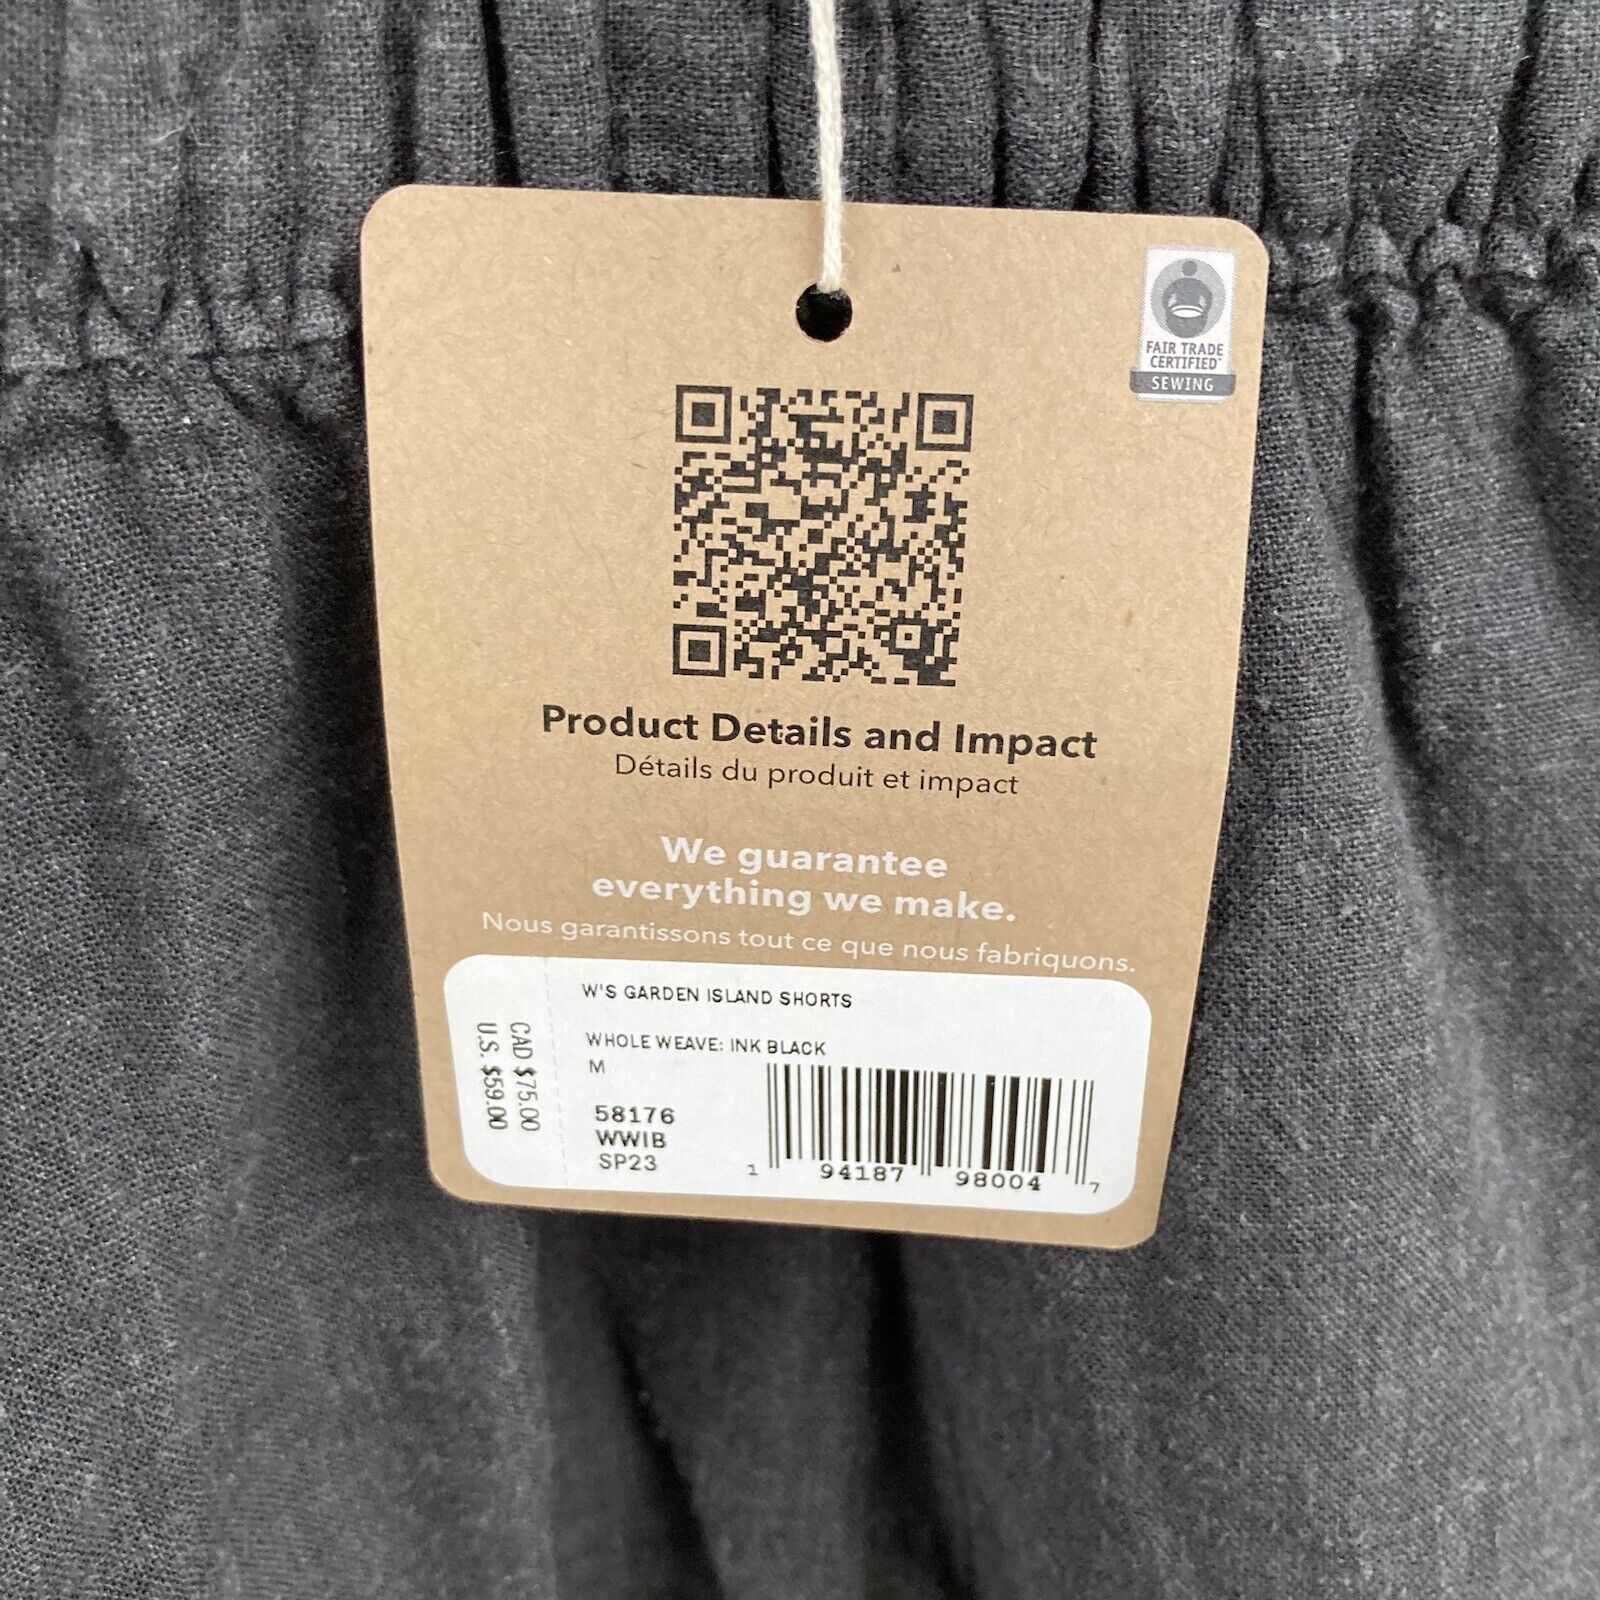 FAIR TRADE
CERTIFIED™
SEWING
Product Details and Impact
Détails du produit et impact
We guarantee
everything we make.
Nous garantissons tout ce que nous fabriquons.
W'S GARDEN ISLAND SHORTS
WHOLE WEAVE: INK BLACK
M
58176
WWIB
SP23
CAD $75.00
U.S. $59.00
1 94187 98004 7